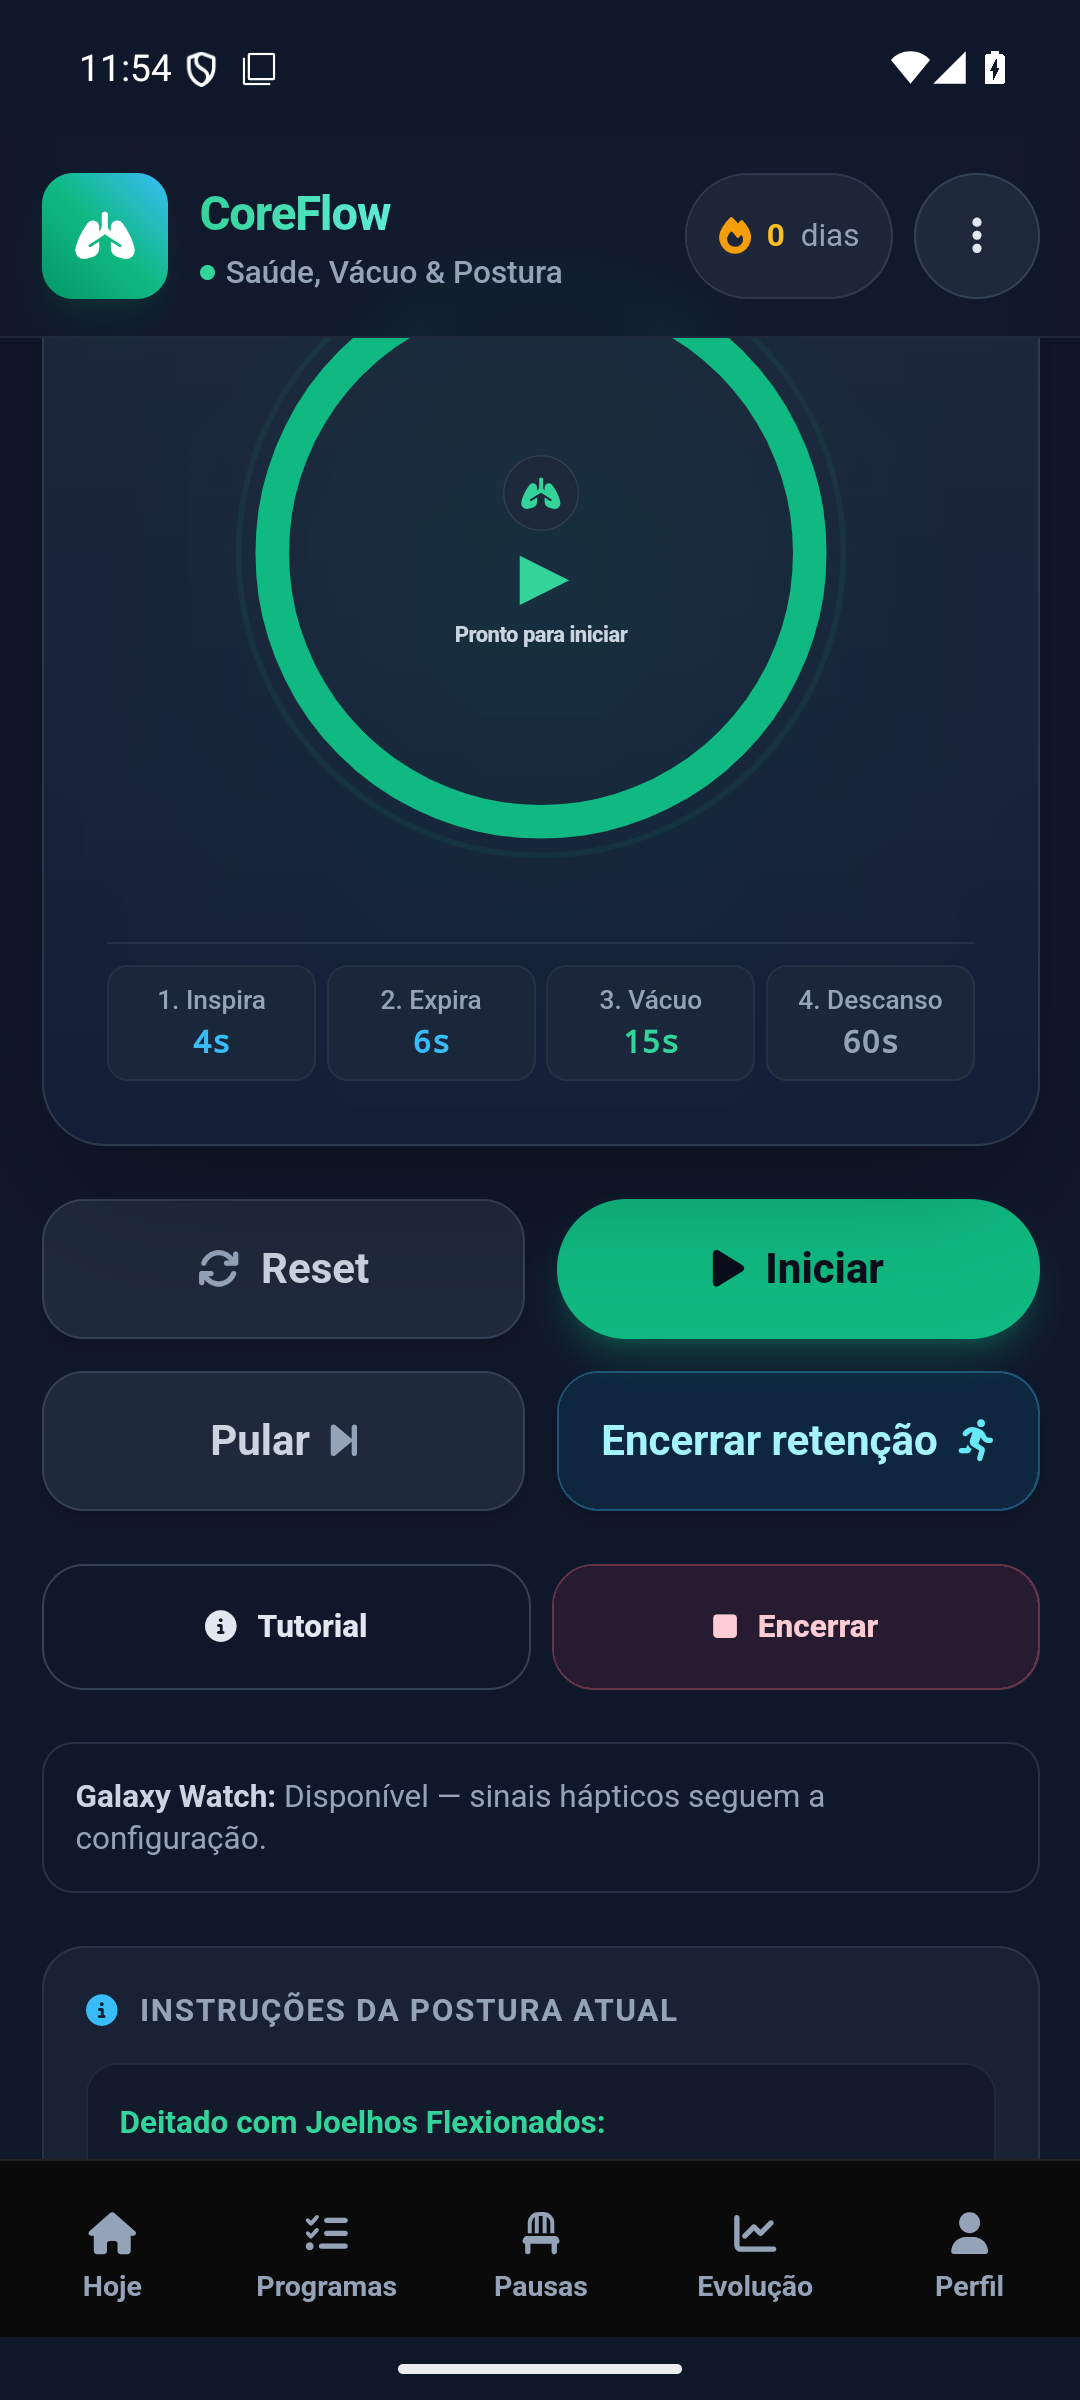 11:54
CoreFlow
Saúde, Vácuo & Postura
0 dias
Pronto para iniciar
1. Inspira
4s
2. Expira
6s
3. Vácuo
15s
4. Descanso
60s
Reset
Iniciar
Pular
Encerrar retenção
Tutorial
Encerrar
Galaxy Watch: Disponível — sinais hápticos seguem a
configuração.
INSTRUÇÕES DA POSTURA ATUAL
Deitado com Joelhos Flexionados:
Hoje
Programas
Pausas
Evolução
Perfil